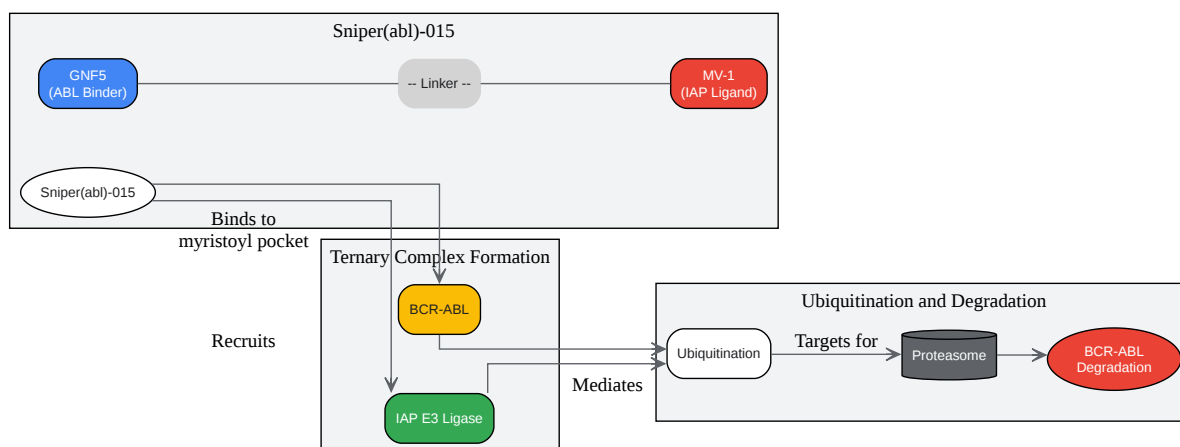 Sniper(abl)-015
GNF5
(ABL Binder)
-- Linker --
MV-1
(IAP Ligand)
Sniper(abl)-015
Binds to
myristoyl pocket
Ternary Complex Formation
BCR-ABL
Recruits
IAP E3 Ligase
Mediates
Ubiquitination and Degradation
Ubiquitination
Targets for
Proteasome
BCR-ABL
Degradation